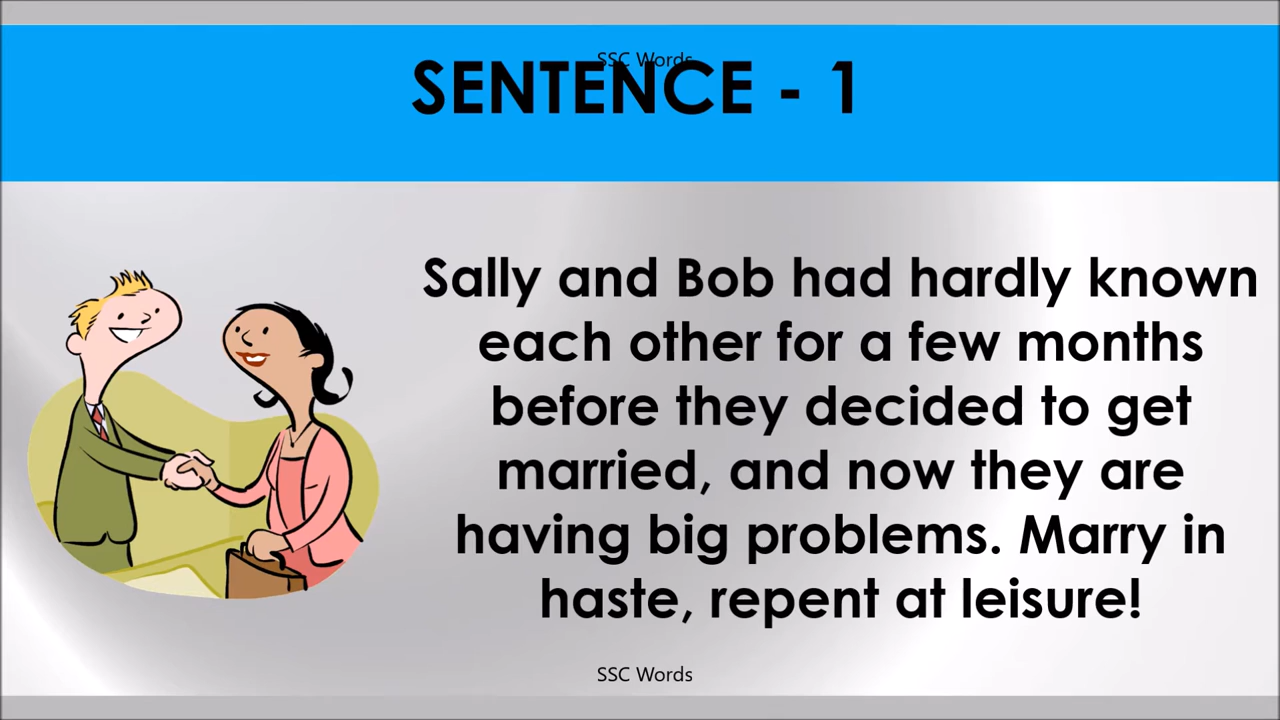 SSC Words
SENTENCE - 1
Sally and Bob had hardly known
each other for a few months
before they decided to get
married, and now they are
having big problems. Marry in
haste, repent at leisure!
SSC Words